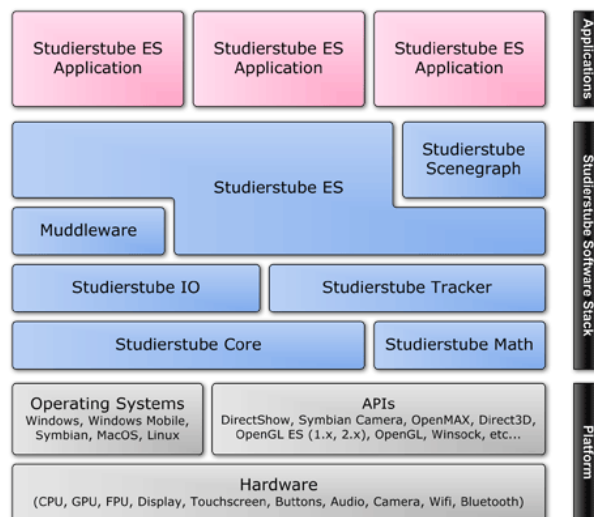 Studierstube ES
Application
Studierstube ES
Application
Studierstube ES
Application
Applications
Studierstube ES
Studierstube
Scenegraph
Muddleware
Studierstube IO
Studierstube Tracker
Studierstube Core
Studierstube Math
Studierstube Software Stack
Operating Systems
Windows, Windows Mobile,
Symbian, MacOS, Linux
APIs
DirectShow, Symbian Camera, OpenMAX, Direct3D,
OpenGL ES (1.x, 2.x), OpenGL, Winsock, etc...
Hardware
(CPU, GPU, FPU, Display, Touchscreen, Buttons, Audio, Camera, Wifi, Bluetooth)
Platform